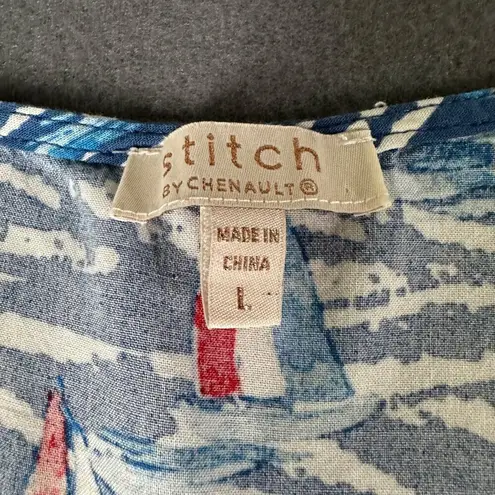 stitch
BY CHENAULT®
MADE IN
CHINA
L